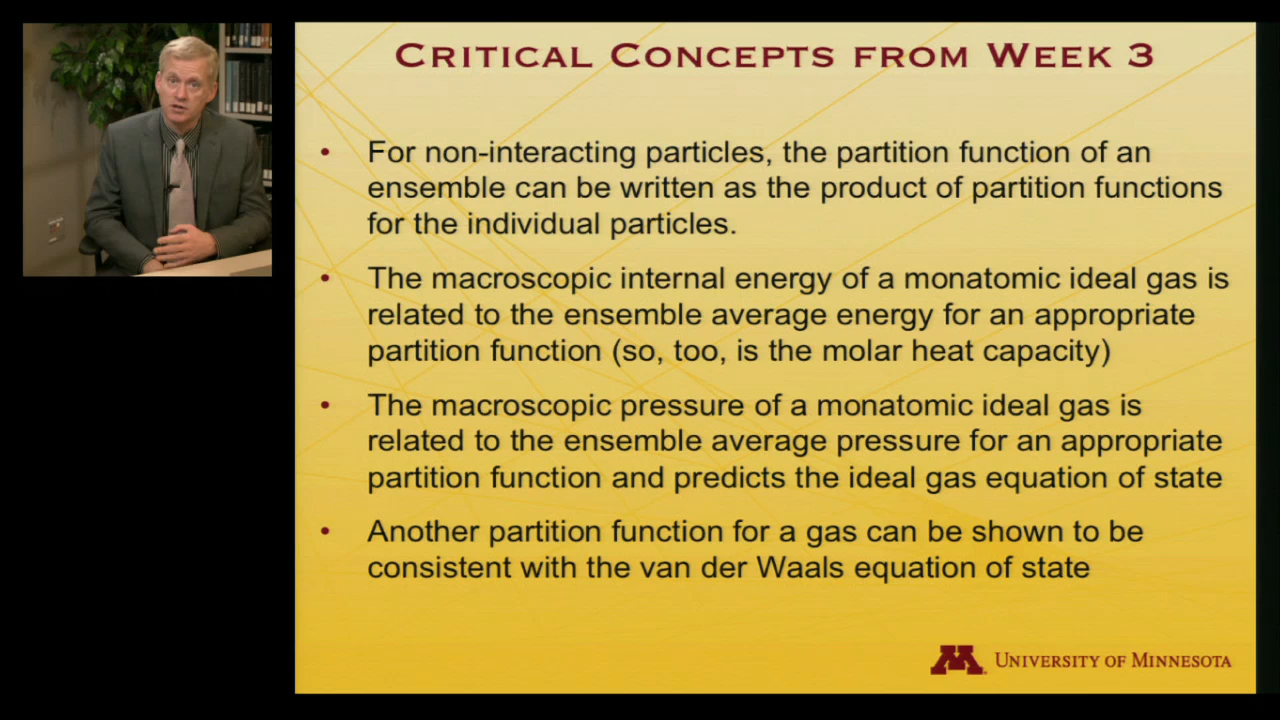 CRITICAL CONCEPTS FROM WEEK 3
• For non-interacting particles, the partition function of an
ensemble can be written as the product of partition functions
for the individual particles.
• The macroscopic internal energy of a monatomic ideal gas is
related to the ensemble average energy for an appropriate
partition function (so, too, is the molar heat capacity)
• The macroscopic pressure of a monatomic ideal gas is
related to the ensemble average pressure for an appropriate
partition function and predicts the ideal gas equation of state
• Another partition function for a gas can be shown to be
consistent with the van der Waals equation of state
M UNIVERSITY OF MINNESOTA